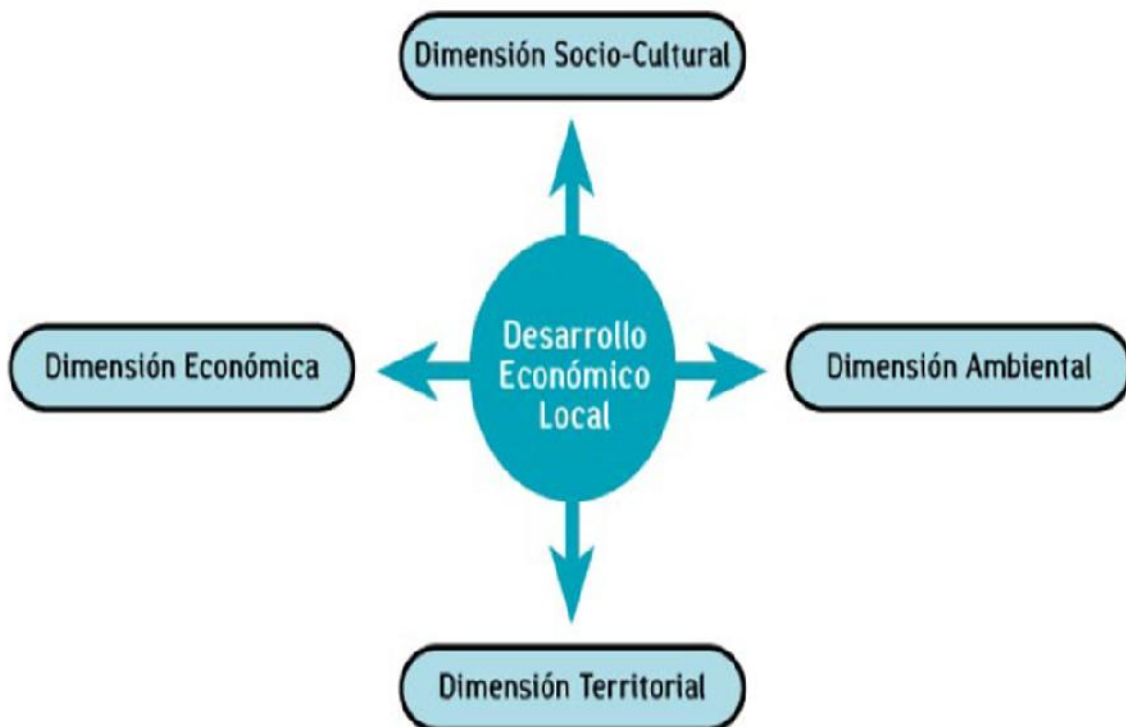 Dimensión Socio-Cultural
Dimensión Económica
Desarrollo
Económico
Local
Dimensión Ambiental
Dimensión Territorial